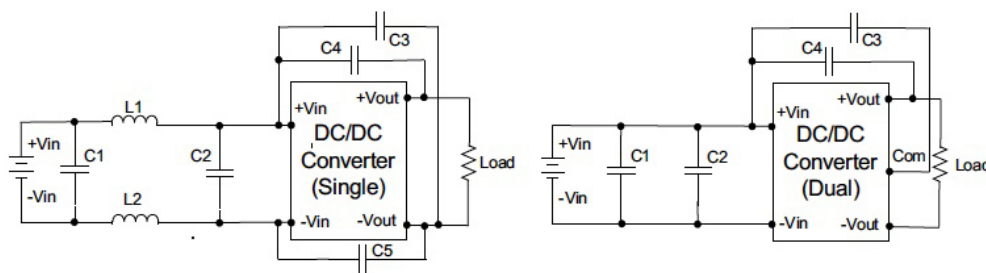 C3
C4
L1
+Vin
+Vout
DC/DC
Converter
(Single)
+Vin
-Vin
C1
C2
Load
L2
-Vin
-Vout
C5
C3
C4
+Vin
+Vout
DC/DC
Converter
(Dual)
+Vin
-Vin
C1
C2
Com
Load
-Vin
-Vout